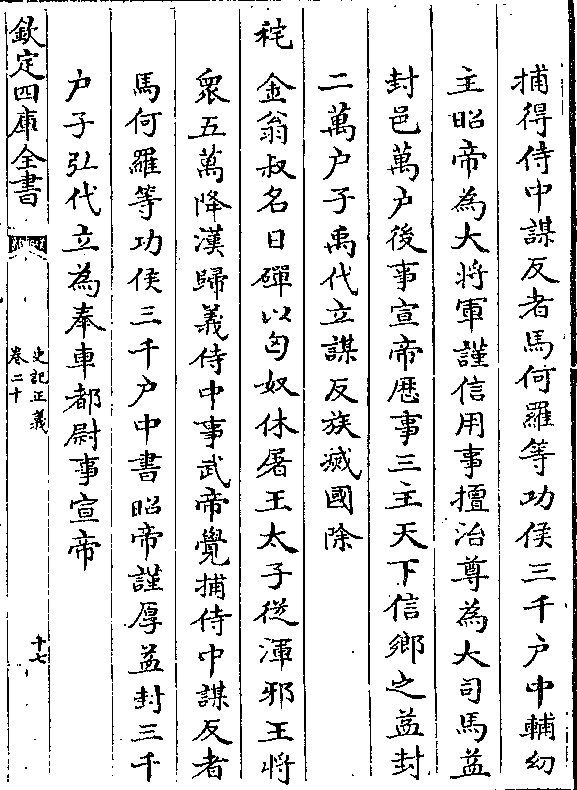 捕得侍中謀反者馬何羅等功侯三千户中輔幼
主昭帝為大將軍謹信用事擅治尊為大司馬益
封邑萬户後事宣帝歴事三主天下信鄉之益封
二萬户子禹代立謀反族滅國除
秺金翁叔名日磾以匈奴休屠王太子從渾邪王將
衆五萬降漢歸義侍中事武帝覺捕侍中謀反者
馬何羅等功侯三千户中書昭帝謹厚益封三千
户子弘代立為奉車都尉事宣帝
欽定四庫全書
史記正義
卷二十
十七